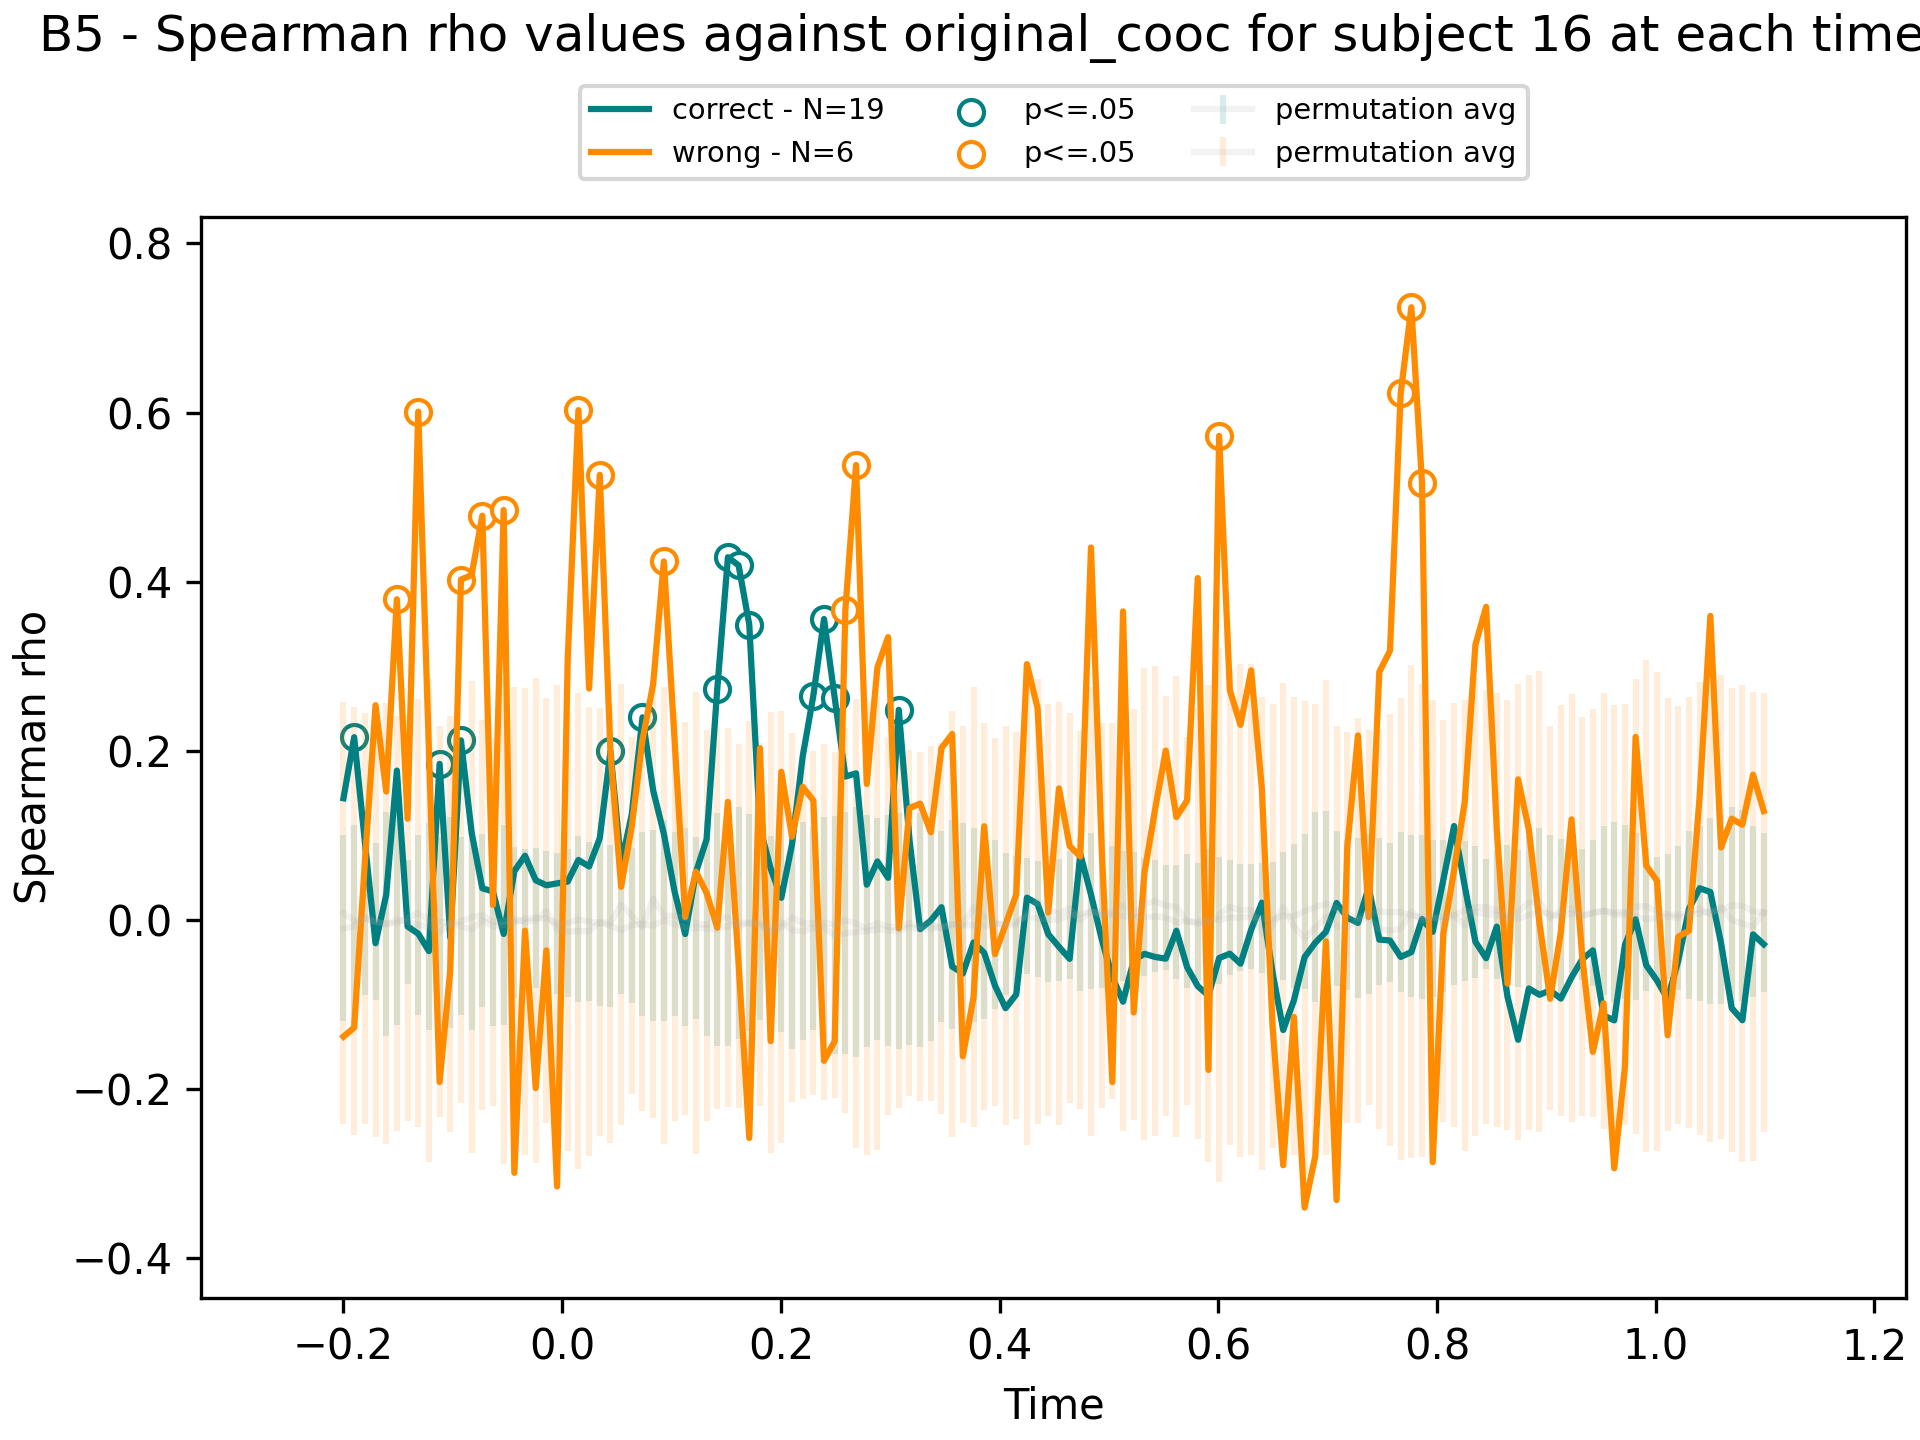 B5 - Spearman rho values against original_cooc for subject 16 at each time
correct - N=19
wrong - N=6
p<=.05
p<=.05
permutation avg
permutation avg
0.8
0.6
0.4
0.2
0.0
−0.2
−0.4
Spearman rho
−0.2 0.0 0.2 0.4 0.6 0.8 1.0 1.2
Time